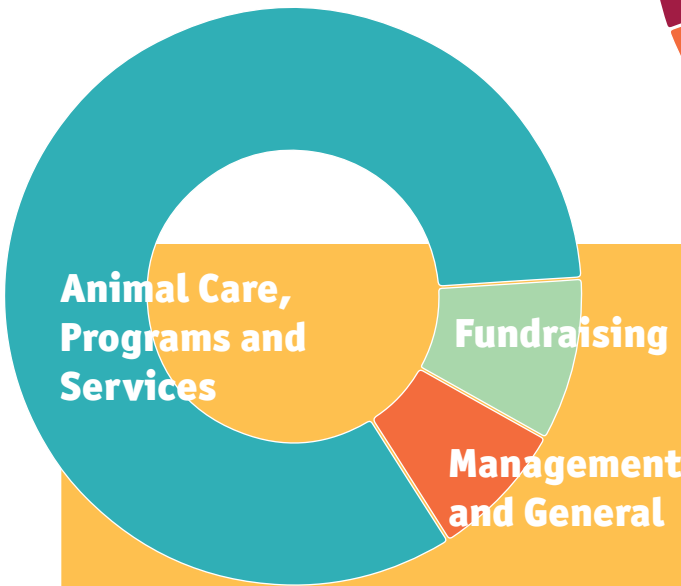 Animal Care,
Programs and
Services
Fundraising
Management
and General